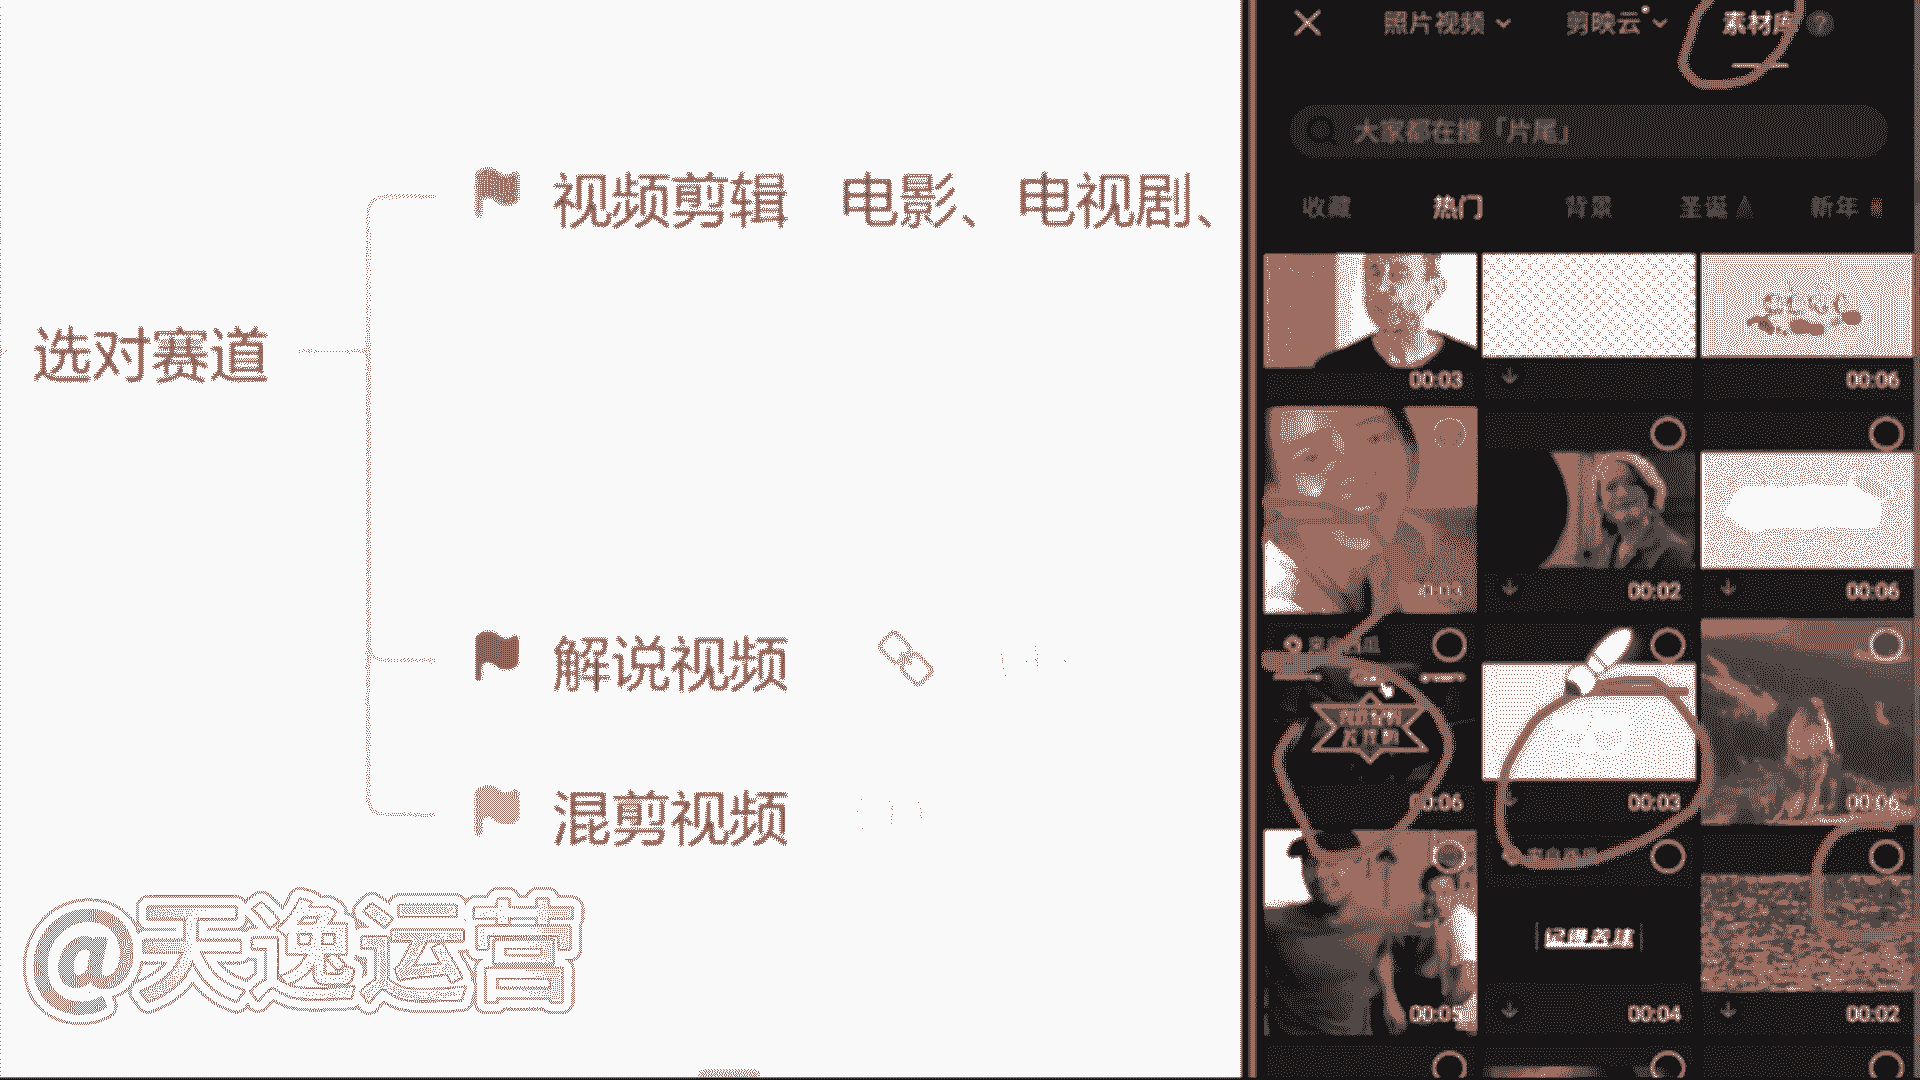 视频剪辑 电影、电视剧、
选对赛道
解说视频
混剪视频
@天逸运营
照片视频 剪映云 素材库 ?
大家都在搜「片尾」
收藏 热门 背景 圣诞 新年
00:03
00:06
00:02
00:06
00:06
00:03
00:06
00:05
00:04
00:02